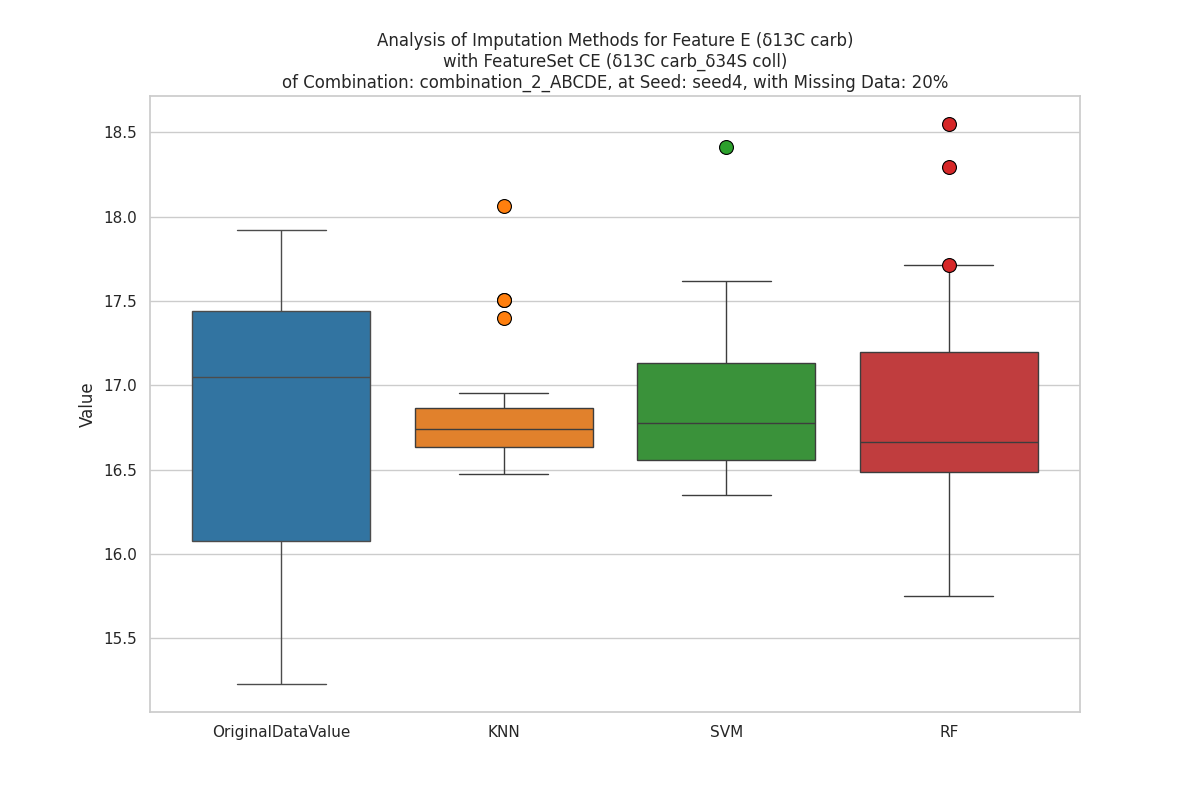 Analysis of Imputation Methods for Feature E (δ13C carb)
with FeatureSet CE (δ13C carb_δ34S coll)
of Combination: combination_2_ABCDE, at Seed: seed4, with Missing Data: 20%
18.5
18.0
17.5
17.0
16.5
16.0
15.5
Value
OriginalDataValue
KNN
SVM
RF